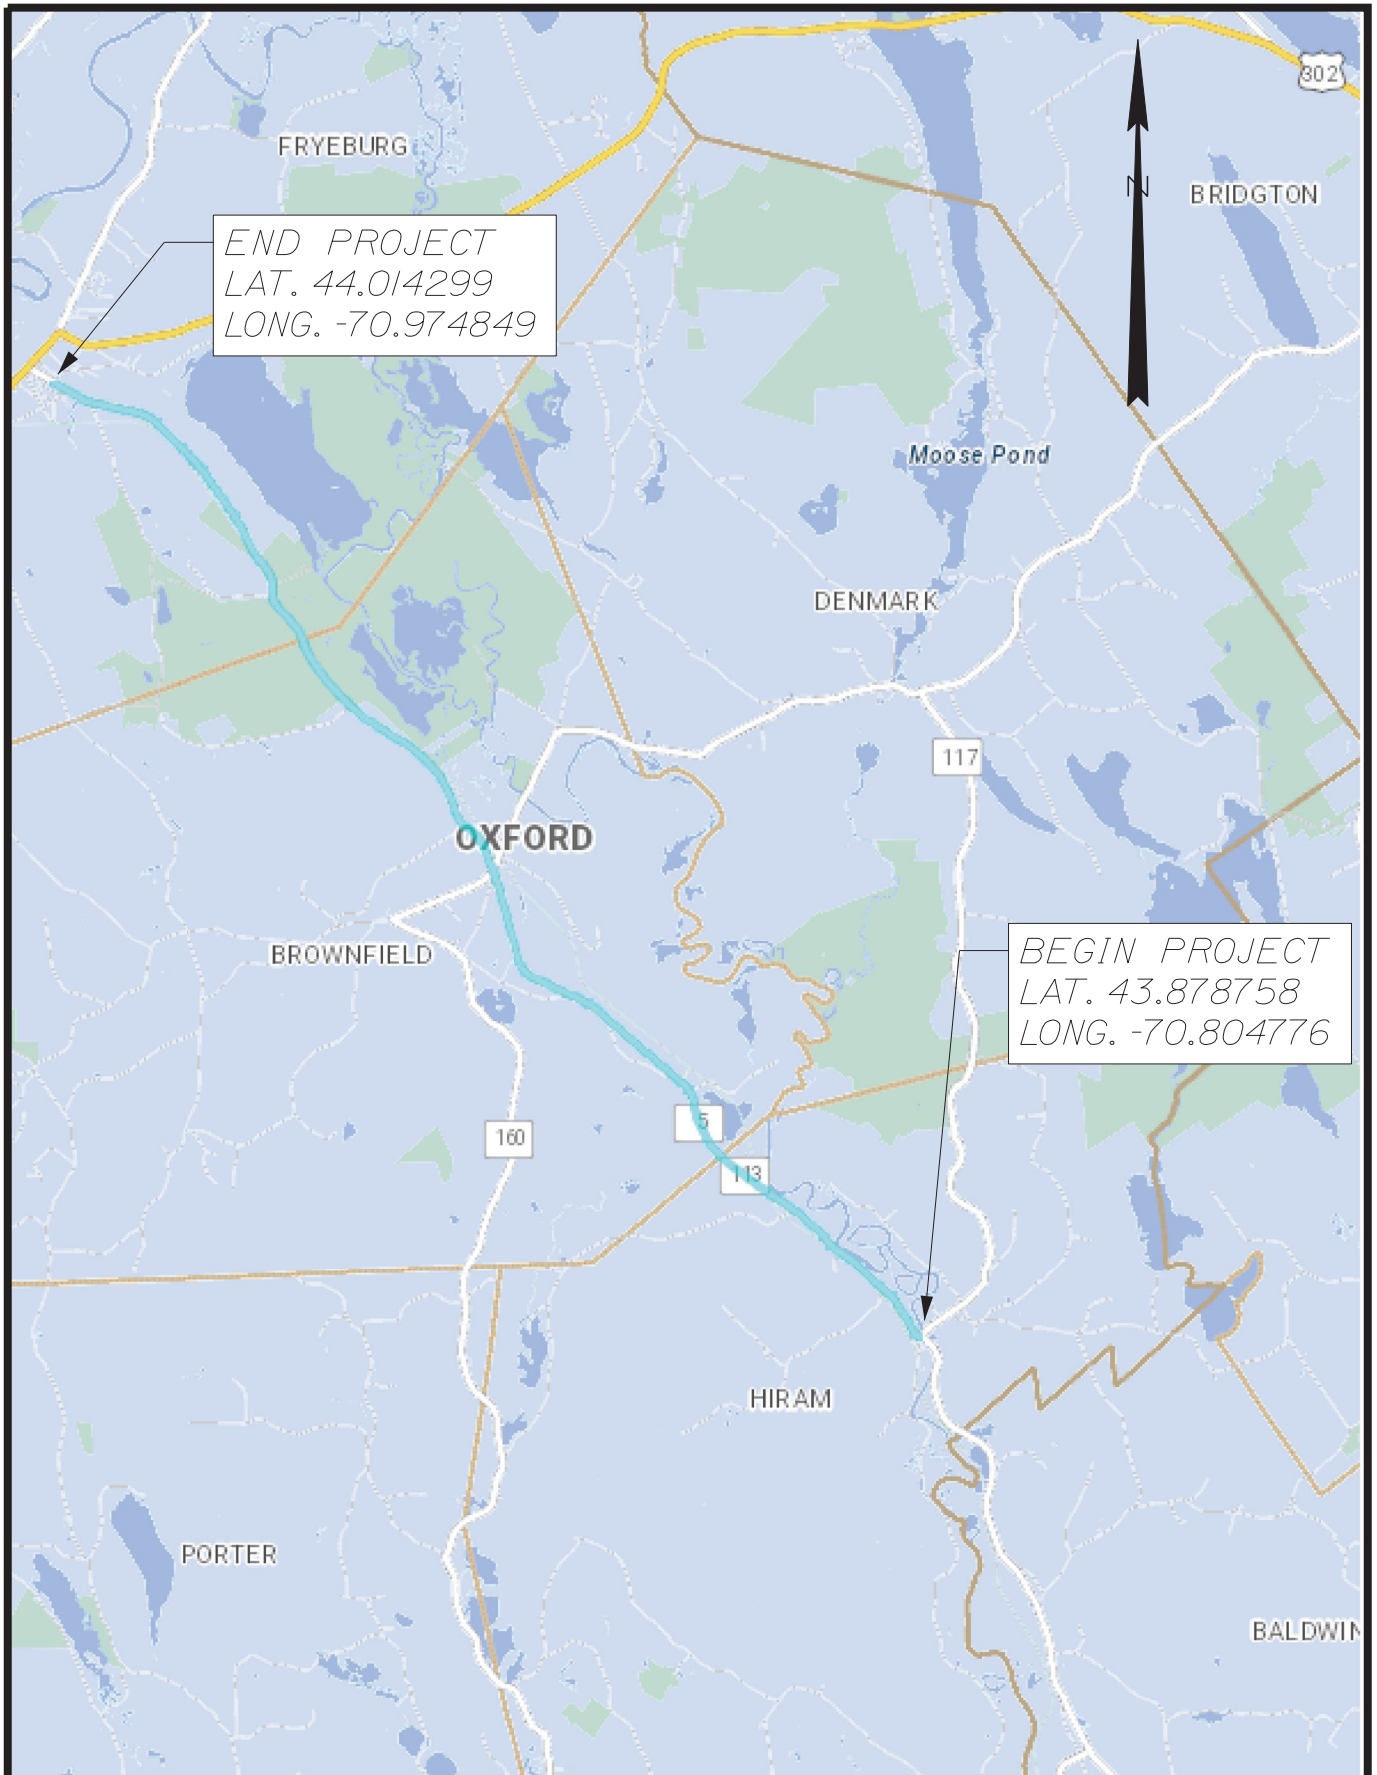 302
FRYEBURG
N
BRIDGTON
END PROJECT
LAT. 44.014299
LONG. -70.974849
Moose Pond
DENMARK
117
OXFORD
BROWNFIELD
BEGIN PROJECT
LAT. 43.878758
LONG. -70.804776
5
160
113
HIRAM
PORTER
BALDWIN